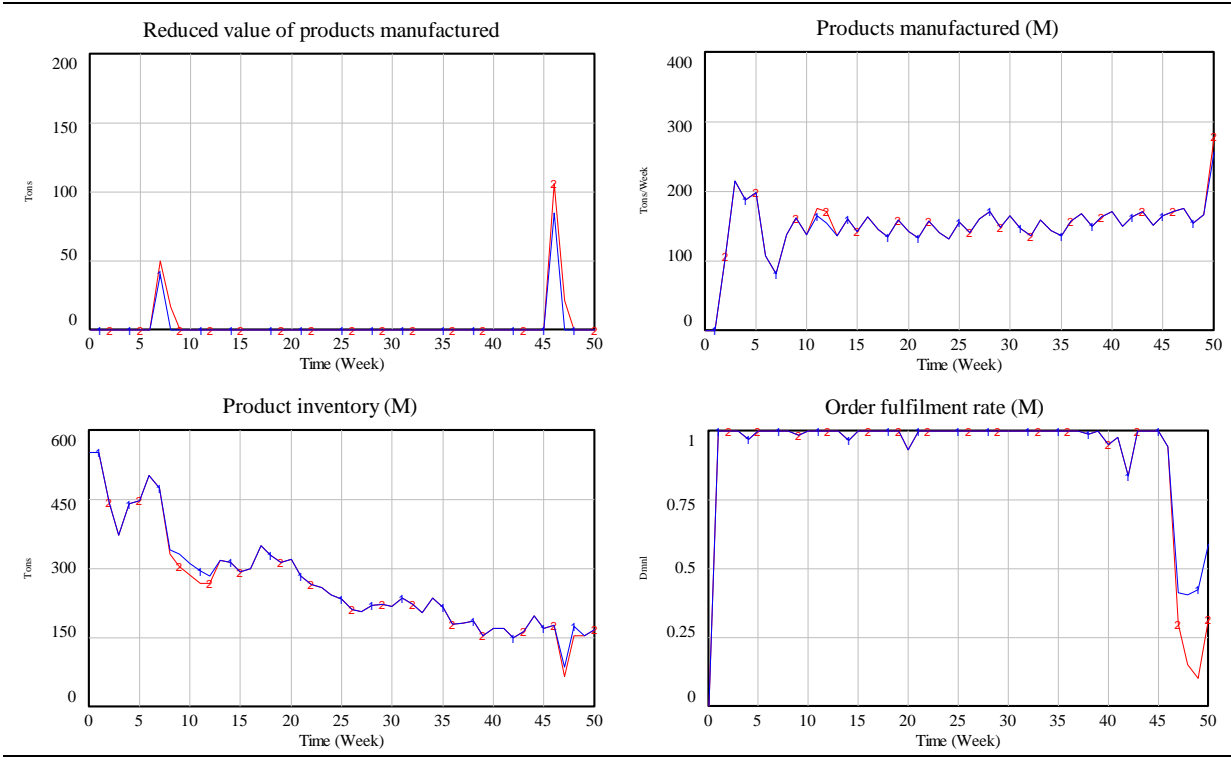 Reduced value of products manufactured
200
150
100
50
0
Tons
0 5 10 15 20 25 30 35 40 45 50
Time (Week)
Products manufactured (M)
400
300
200
100
0
Tons/Week
0 5 10 15 20 25 30 35 40 45 50
Time (Week)
Product inventory (M)
600
450
300
150
0
Tons
0 5 10 15 20 25 30 35 40 45 50
Time (Week)
Order fulfilment rate (M)
1
0.75
0.5
0.25
0
Dmnl
0 5 10 15 20 25 30 35 40 45 50
Time (Week)